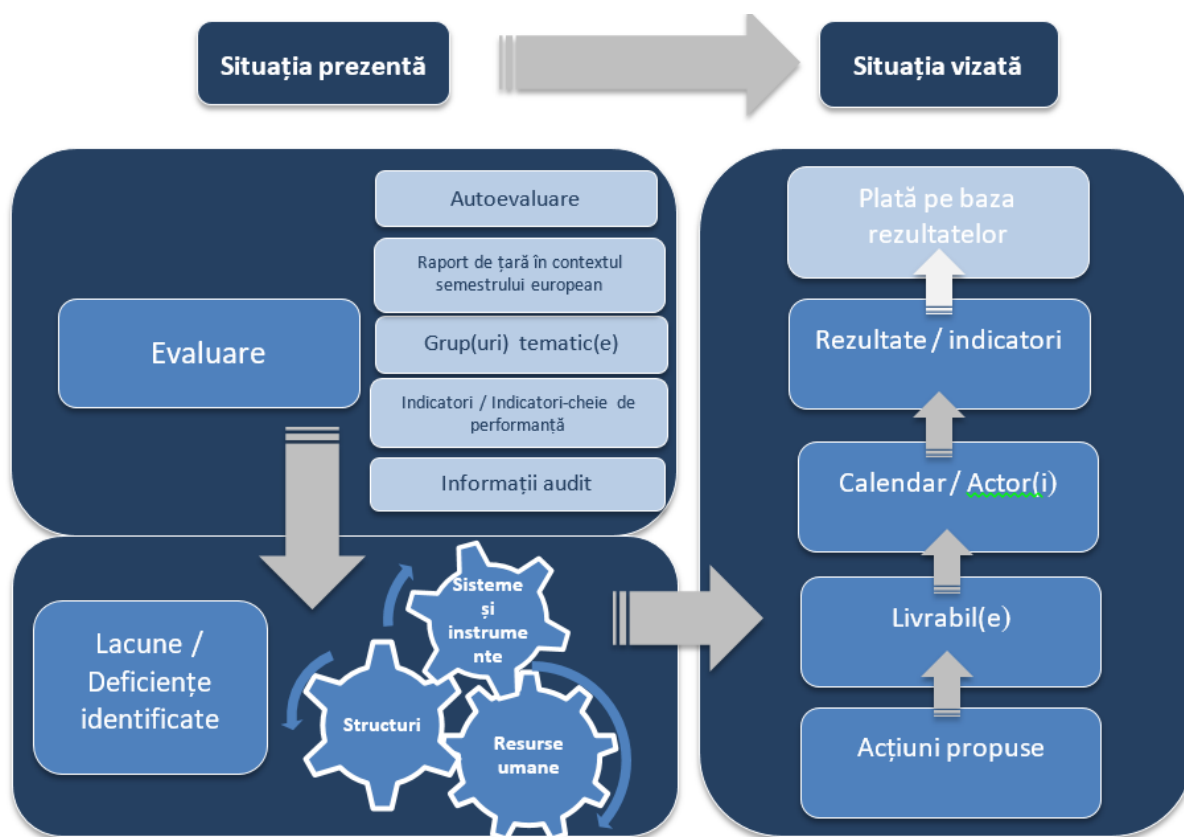 Situația prezentă
Situația vizată
Autoevaluare
Raport de țară în contextul
semestrului european
Evaluare
Grup(uri) tematic(e)
Indicatori / Indicatori-cheie de
performanță
Informații audit
Lacune /
Deficiențe
identificate
Sisteme
și
instrume
nte
Structuri
Resurse
umane
Plată pe baza
rezultatelor
Rezultate / indicatori
Calendar / Actor(i)
Livrabil(e)
Acțiuni propuse